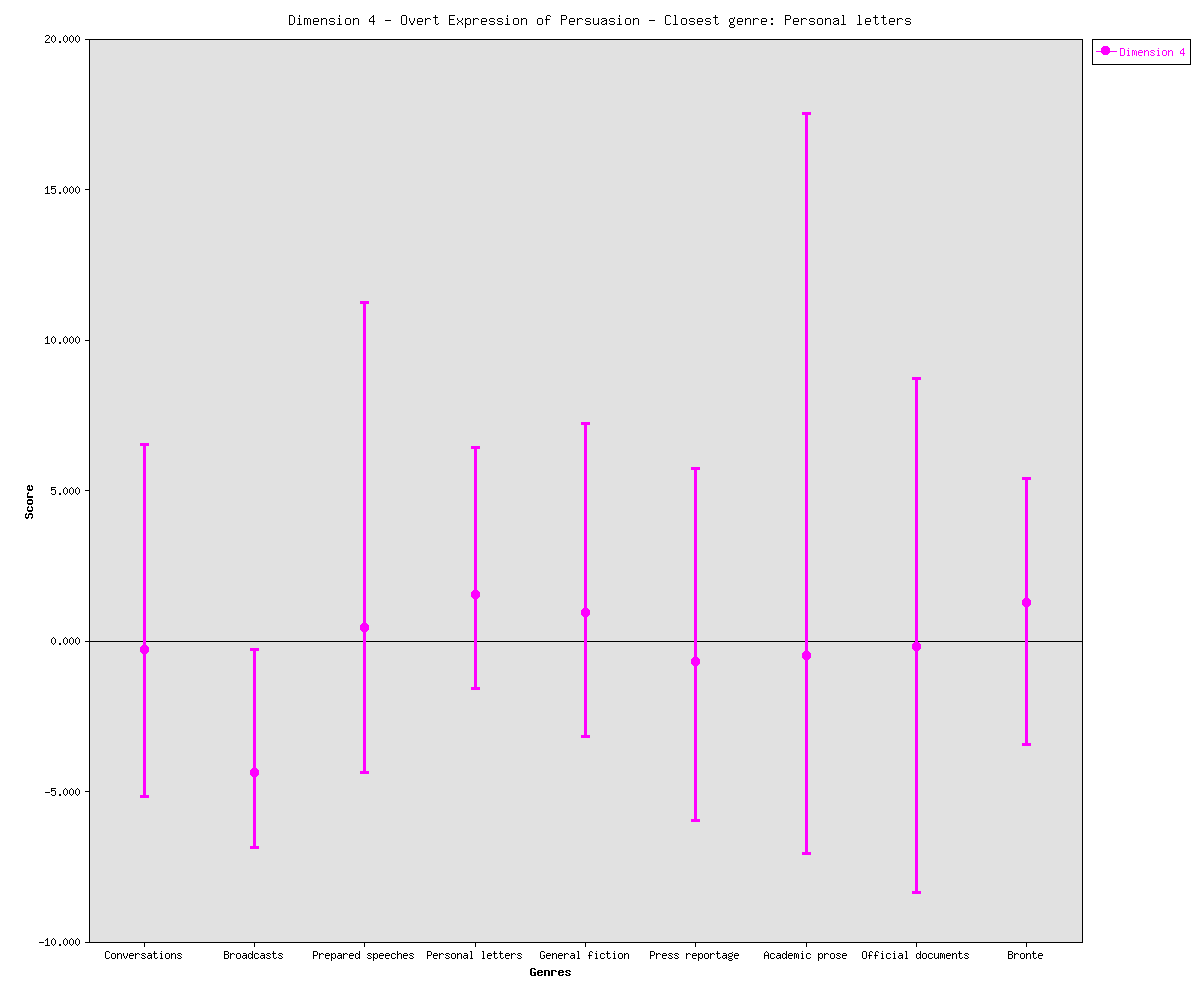 Dimension 4 - Overt Expression of Persuasion - Closest genre: Personal letters
20.000
Dimension 4
15.000
10.000
5.000
Score
0.000
-5.000
-10.000
Conversations Broadcasts Prepared speeches Personal letters General fiction Press reportage Academic prose Official documents Bronte
Genres